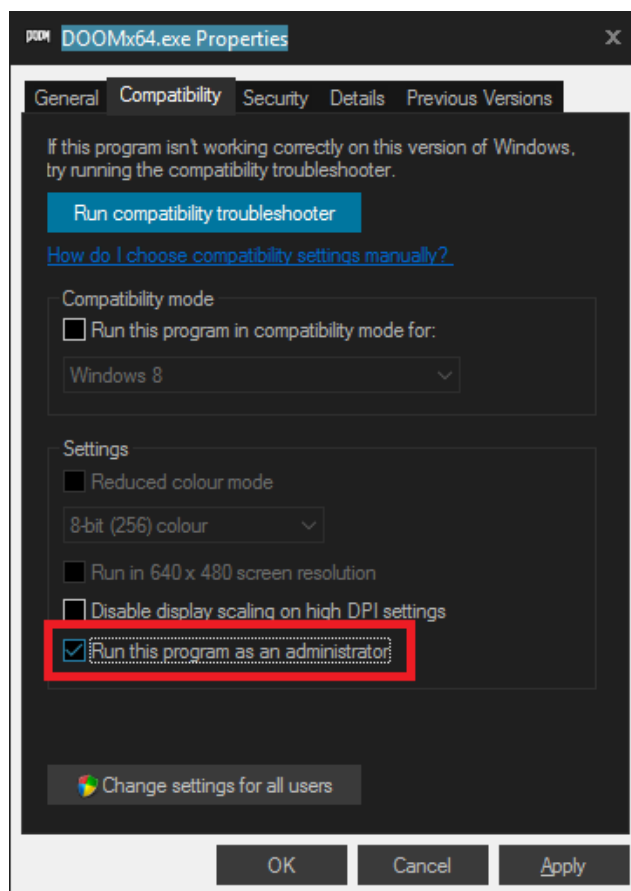 DOOM DOOMx64.exe Properties x
General Compatibility Security Details Previous Versions
If this program isn't working correctly on this version of Windows,
try running the compatibility troubleshooter.
Run compatibility troubleshooter
How do I choose compatibility settings manually?
Compatibility mode
Run this program in compatibility mode for:
Windows 8
Settings
Reduced colour mode
8-bit (256) colour
Run in 640 x 480 screen resolution
Disable display scaling on high DPI settings
Run this program as an administrator
Change settings for all users
OK Cancel Apply